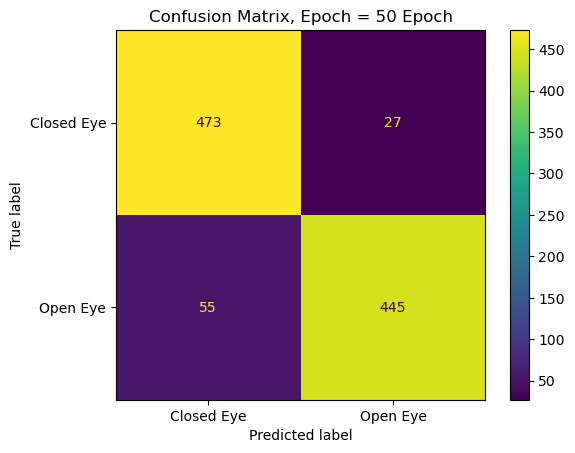 Confusion Matrix, Epoch = 50 Epoch
True label
Closed Eye
473
27
Open Eye
55
445
Closed Eye
Open Eye
Predicted label
450
400
350
300
250
200
150
100
50